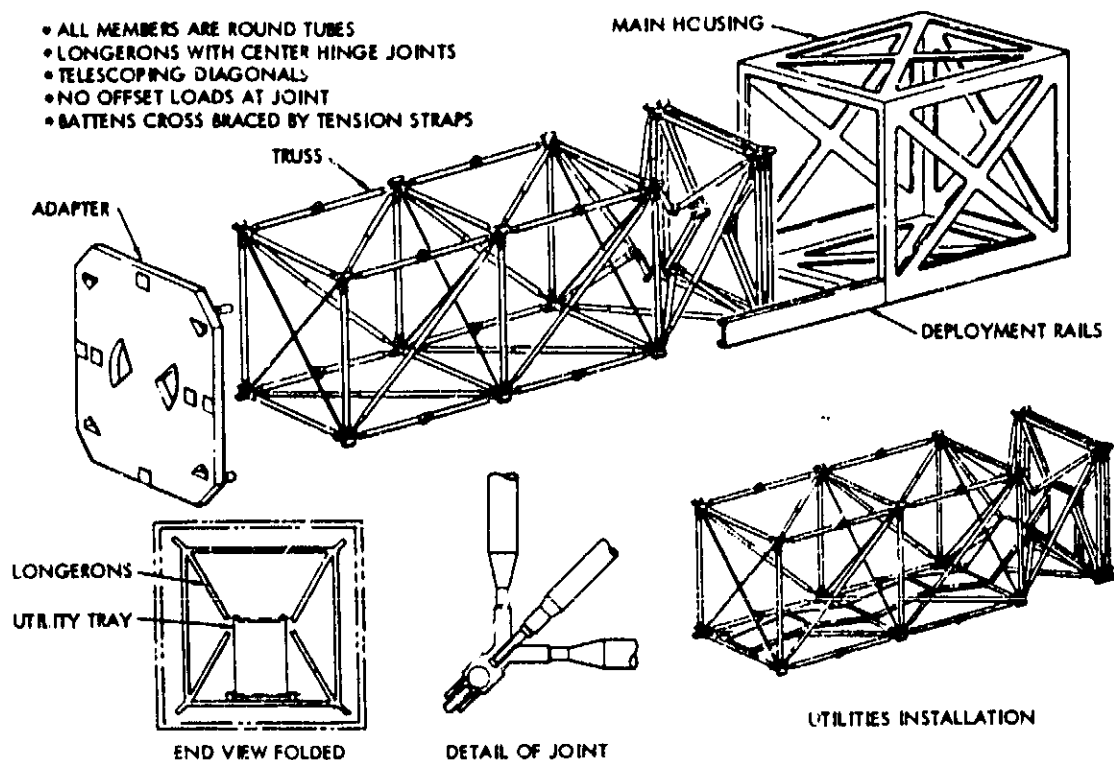 • ALL MEMBERS ARE ROUND TUBES
• LONGERONS WITH CENTER HINGE JOINTS
• TELESCOPING DIAGONALS
• NO OFFSET LOADS AT JOINT
• BATTENS CROSS BRACED BY TENSION STRAPS
MAIN HOUSING
TRUSS
ADAPTER
DEPLOYMENT RAILS
LONGERONS
UTILITY TRAY
END VIEW FOLDED
DETAIL OF JOINT
UTILITIES INSTALLATION